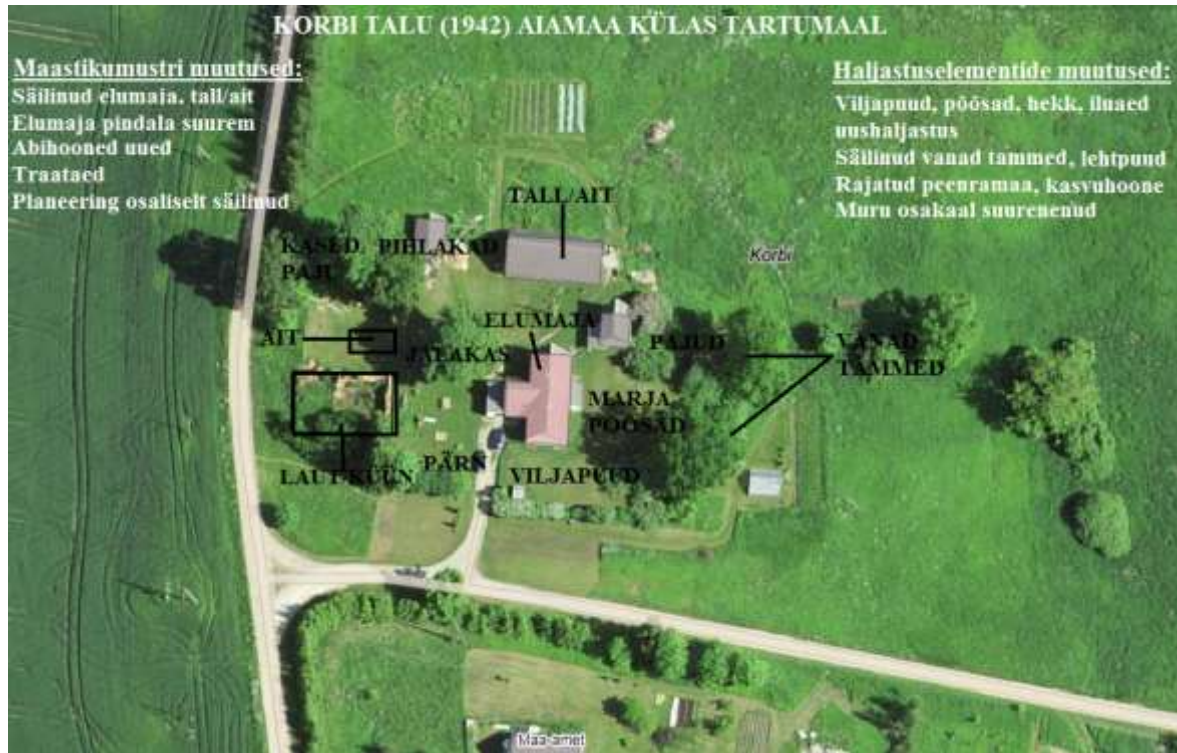 KORBI TALU (1942) AIAMAA KÜLAS TARTUMAAL
Maastikumustri muutused:
Säilinud elumaja, tall/ait
Elumaja pindala suurem
Abihooned uued
Traataed
Planeering osaliselt säilinud
Haljastuselementide muutused:
Viljapuud, põõsad, hekk, iluaed
uushaljastus
Säilinud vanad tammed, lehtpuud
Rajatud peenramaa, kasvuhoone
Muru osakaal suurenenud
TALL/AIT
KASED
PAJU
PIHLAKAD
Korbi
ELUMAJA
AIT
JALAKAS
PAJUD
VANAD
TAMMED
MARJA
PÕÕSAD
LAUT-KÜÜN
PÄRN
VILJAPUUD
Maa-amet